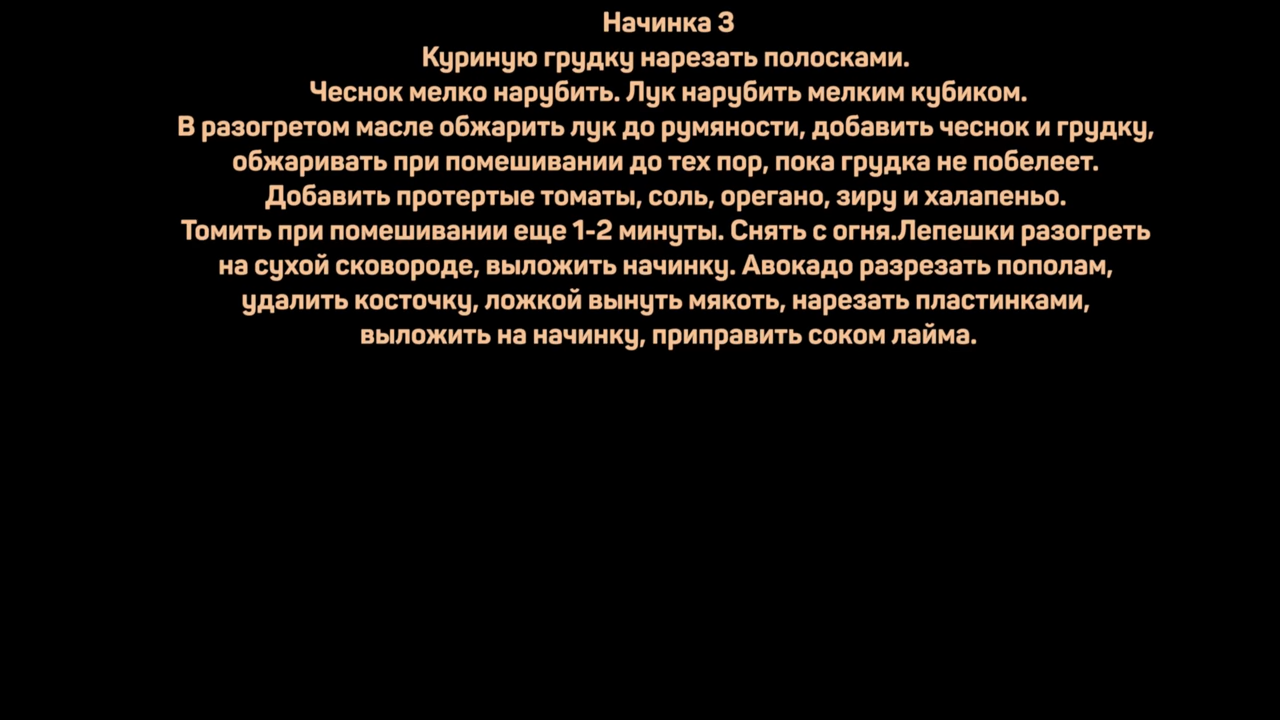 Начинка 3
Куриную грудку нарезать полосками.
Чеснок мелко нарубить. Лук нарубить мелким кубиком.
В разогретом масле обжарить лук до румяности, добавить чеснок и грудку,
обжаривать при помешивании до тех пор, пока грудка не побелеет.
Добавить протертые томаты, соль, орегано, зиру и халапеньо.
Томить при помешивании еще 1-2 минуты. Снять с огня.Лепешки разогреть
на сухой сковороде, выложить начинку. Авокадо разрезать пополам,
удалить косточку, ложкой вынуть мякоть, нарезать пластинками,
выложить на начинку, приправить соком лайма.